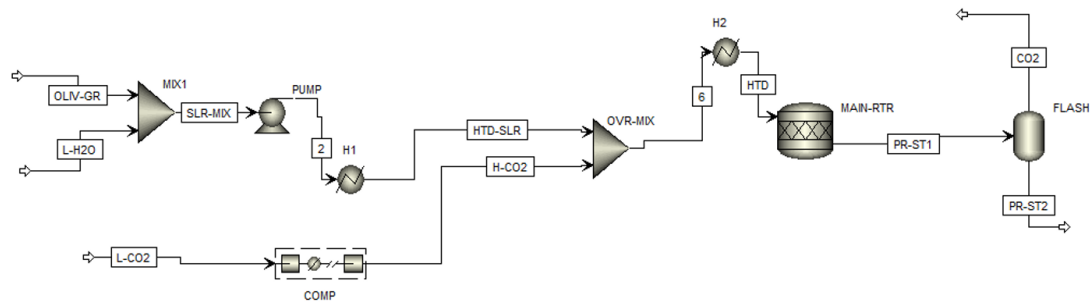 H2
MIX1
OLIV-GR
SLR-MIX
L-H2O
PUMP
2
H1
HTD-SLR
H-CO2
OVR-MIX
6
HTD
MAIN-RTR
PR-ST1
CO2
FLASH
PR-ST2
L-CO2
COMP